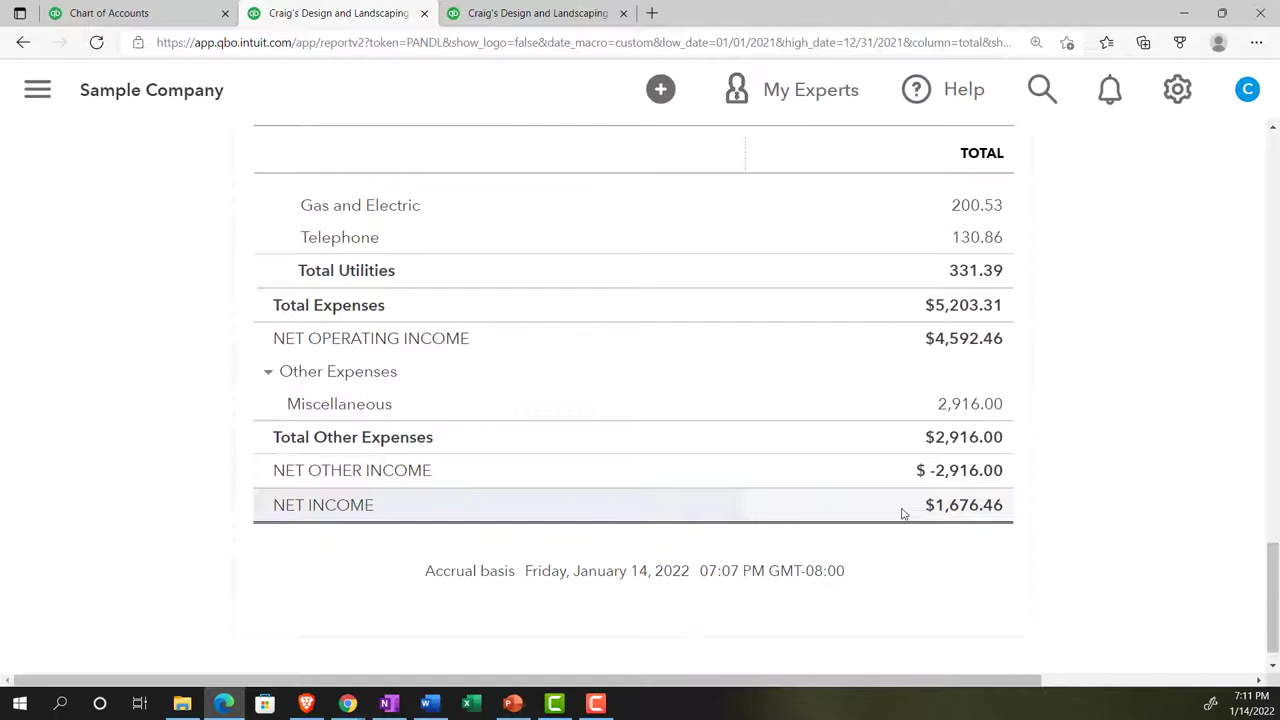 Chart of Accounts
Craig's Design and Landscaping
Craig's Design and Landscaping
https://app.qbo.intuit.com/app/reportv2?token=PANDL&show_logo=false&date_macro=custom&low_date=01/01/2021&high_date=12/31/2021&column=total&sh...
Sample Company
My Experts
Help
C
TOTAL
Gas and Electric 200.53
Telephone 130.86
Total Utilities 331.39
Total Expenses $5,203.31
NET OPERATING INCOME $4,592.46
Other Expenses
Miscellaneous 2,916.00
Total Other Expenses $2,916.00
NET OTHER INCOME $ -2,916.00
NET INCOME $1,676.46
Accrual basis Friday, January 14, 2022 07:07 PM GMT-08:00
7:11 PM
1/14/2022